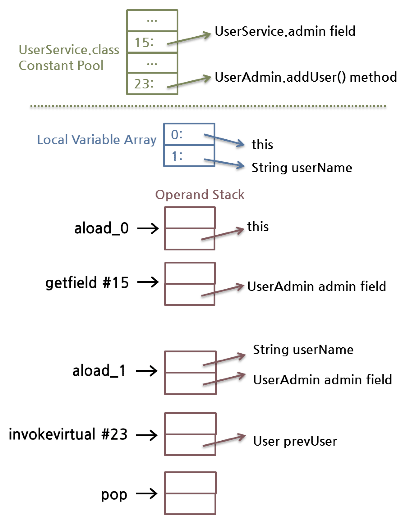 ...
UserService.class
Constant Pool
15:
UserService.admin field
...
23:
UserAdmin.addUser() method
Local Variable Array
0:
this
1:
String userName
Operand Stack
aload_0
this
getfield #15
UserAdmin admin field
String userName
aload_1
UserAdmin admin field
invokevirtual #23
User prevUser
pop